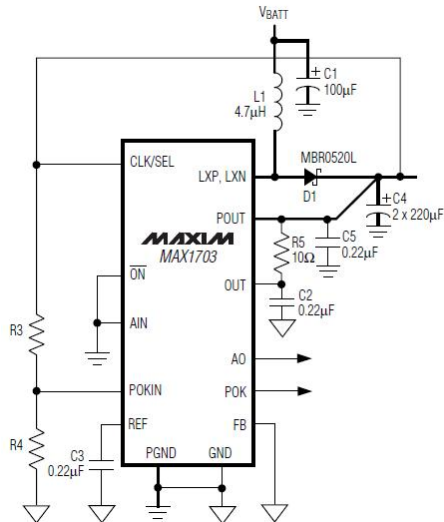 VBATT
+
C1
100µF
L1
4.7µH
MBR0520L
D1
+
C4
2 x 220µF
CLK/SEL
LXP, LXN
POUT
MAXIM
MAX1703
R5
10Ω
C5
0.22µF
ON
OUT
C2
0.22µF
R3
AIN
AO
POKIN
POK
REF
FB
R4
C3
0.22µF
PGND
GND